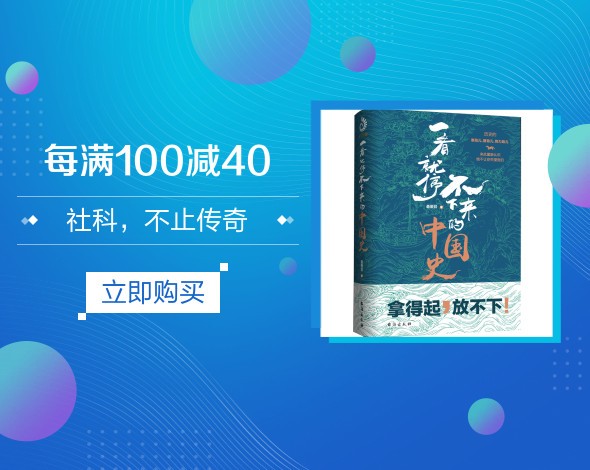 每满100减40
社科，不止传奇
立即购买
一看就停不下来的中国史
拿得起，放不下！